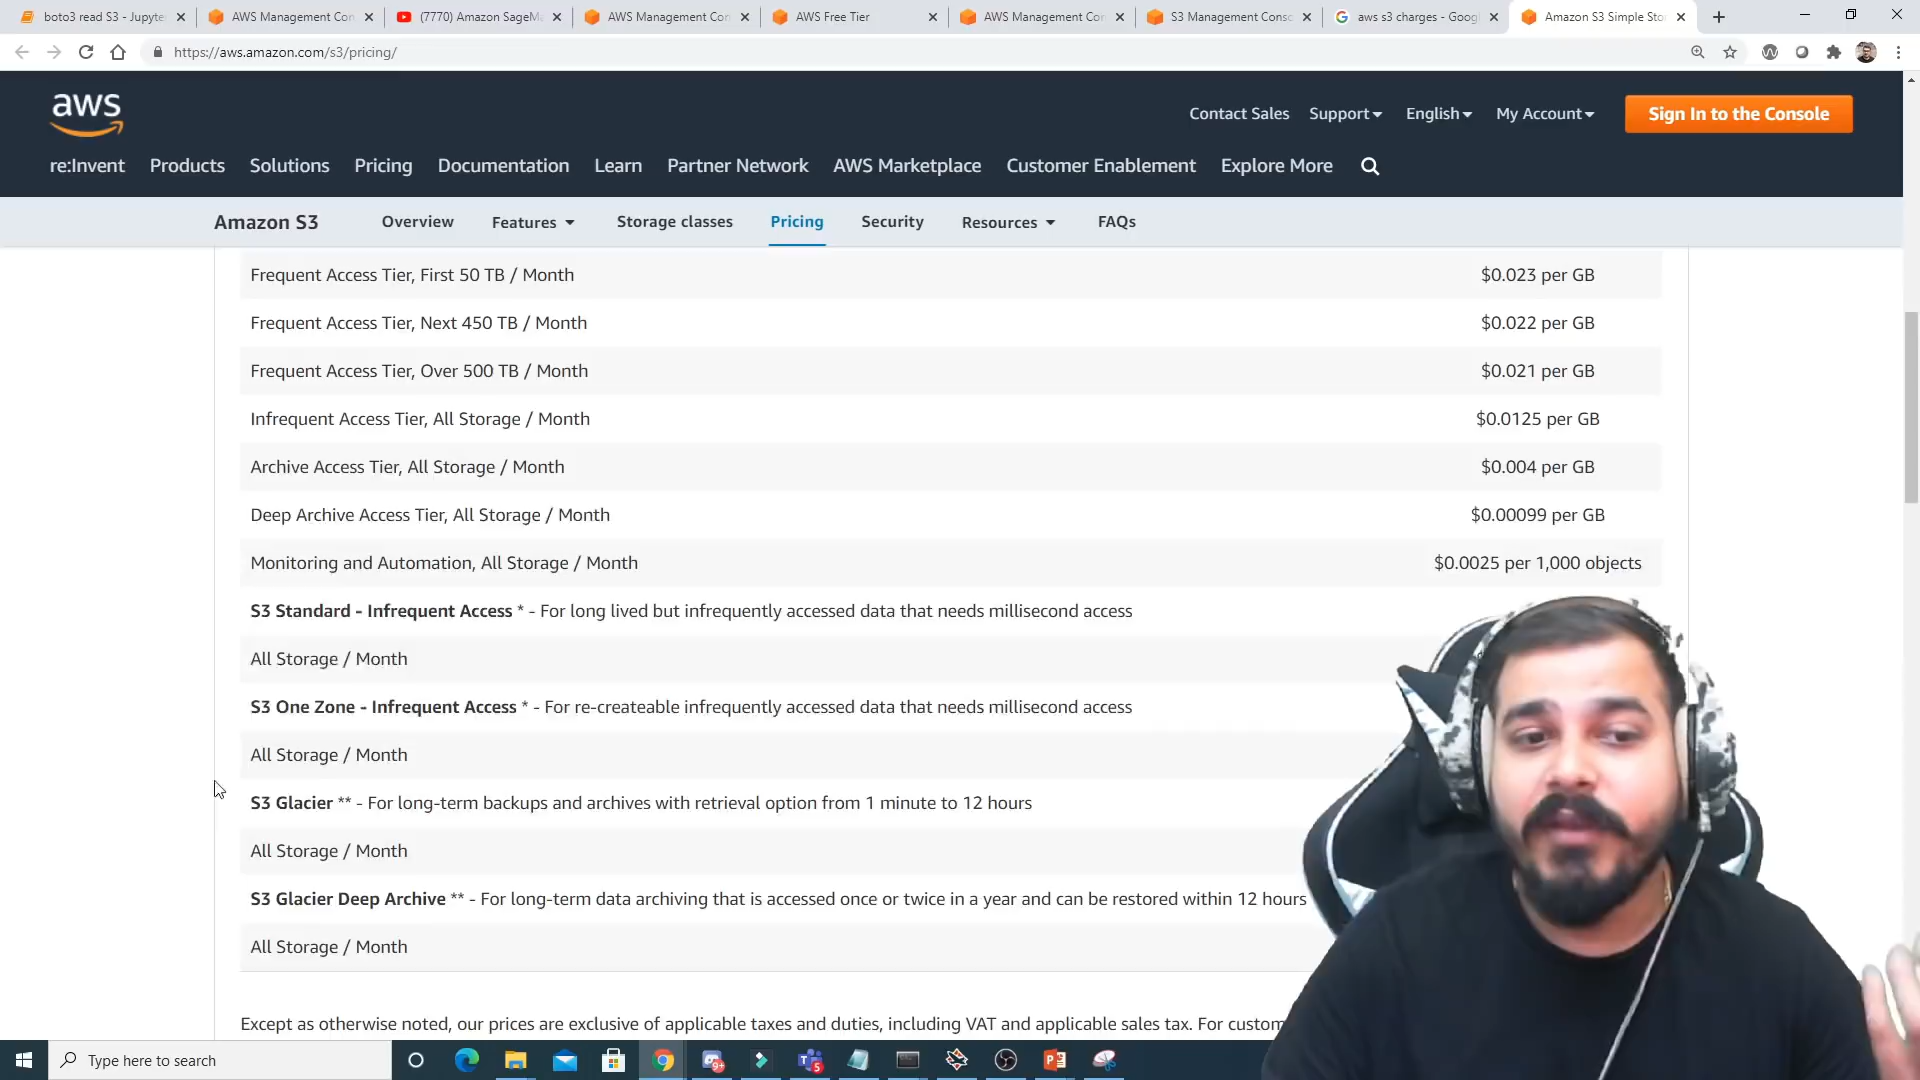 boto3 read S3 - Jupyte
AWS Management Con
(7770) Amazon SageMa
AWS Management Con
AWS Free Tier
AWS Management Con
S3 Management Conso
aws s3 charges - Googl
Amazon S3 Simple Sto
https://aws.amazon.com/s3/pricing/
aws
Contact Sales
Support
English
My Account
Sign In to the Console
re:Invent
Products
Solutions
Pricing
Documentation
Learn
Partner Network
AWS Marketplace
Customer Enablement
Explore More
Amazon S3
Overview
Features
Storage classes
Pricing
Security
Resources
FAQs
Frequent Access Tier, First 50 TB / Month $0.023 per GB
Frequent Access Tier, Next 450 TB / Month $0.022 per GB
Frequent Access Tier, Over 500 TB / Month $0.021 per GB
Infrequent Access Tier, All Storage / Month $0.0125 per GB
Archive Access Tier, All Storage / Month $0.004 per GB
Deep Archive Access Tier, All Storage / Month $0.00099 per GB
Monitoring and Automation, All Storage / Month $0.0025 per 1,000 objects
S3 Standard - Infrequent Access * - For long lived but infrequently accessed data that needs millisecond access
All Storage / Month
S3 One Zone - Infrequent Access * - For re-createable infrequently accessed data that needs millisecond access
All Storage / Month
S3 Glacier ** - For long-term backups and archives with retrieval option from 1 minute to 12 hours
All Storage / Month
S3 Glacier Deep Archive ** - For long-term data archiving that is accessed once or twice in a year and can be restored within 12 hours
All Storage / Month
Except as otherwise noted, our prices are exclusive of applicable taxes and duties, including VAT and applicable sales tax. For custom
Type here to search